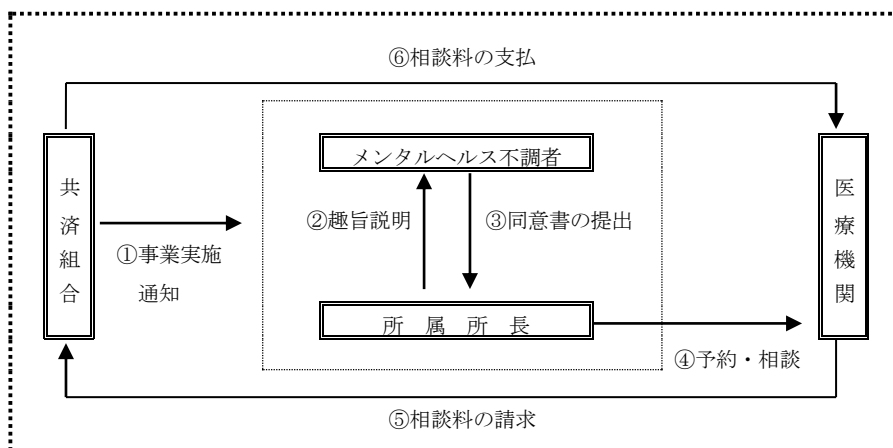 ⑥相談料の支払
メンタルヘルス不調者
共済組合
医療機関
②趣旨説明
③同意書の提出
①事業実施
通知
所属所長
④予約・相談
⑤相談料の請求